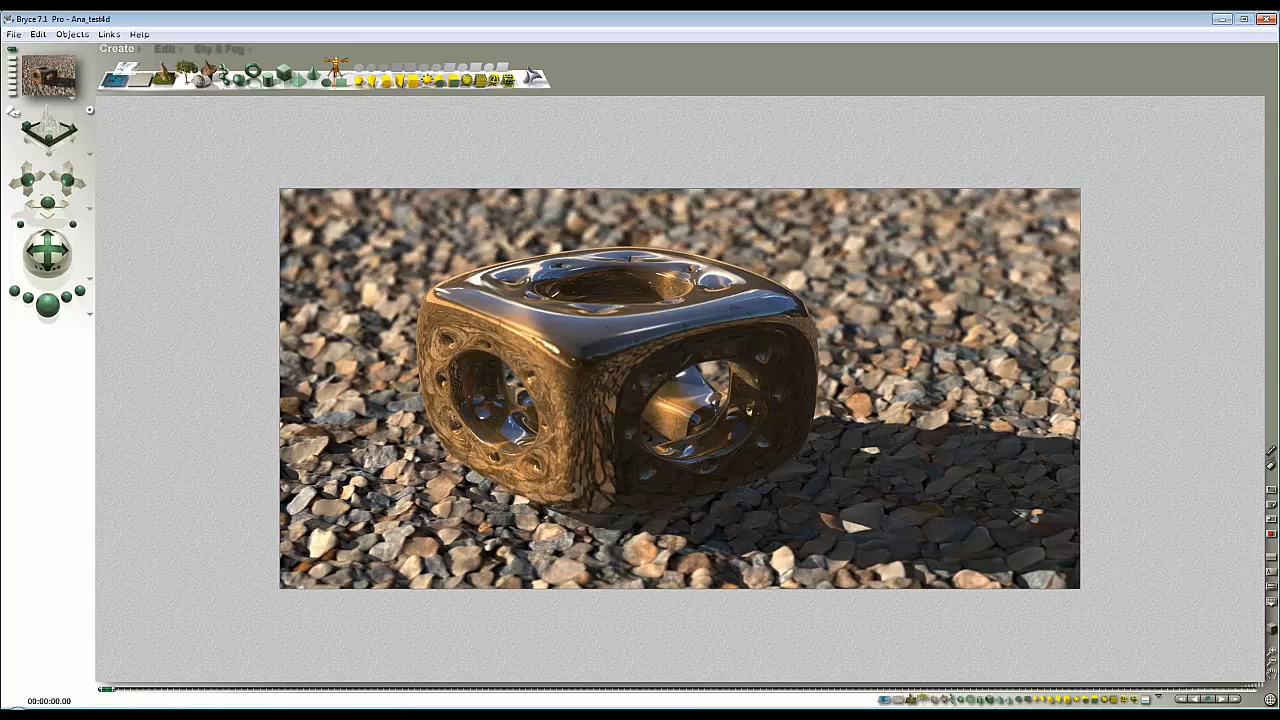 Bryce 7.1 Pro - Ana_test4d
File Edit Objects Links Help
Create Edit Sky & Fog
00:00:00.00